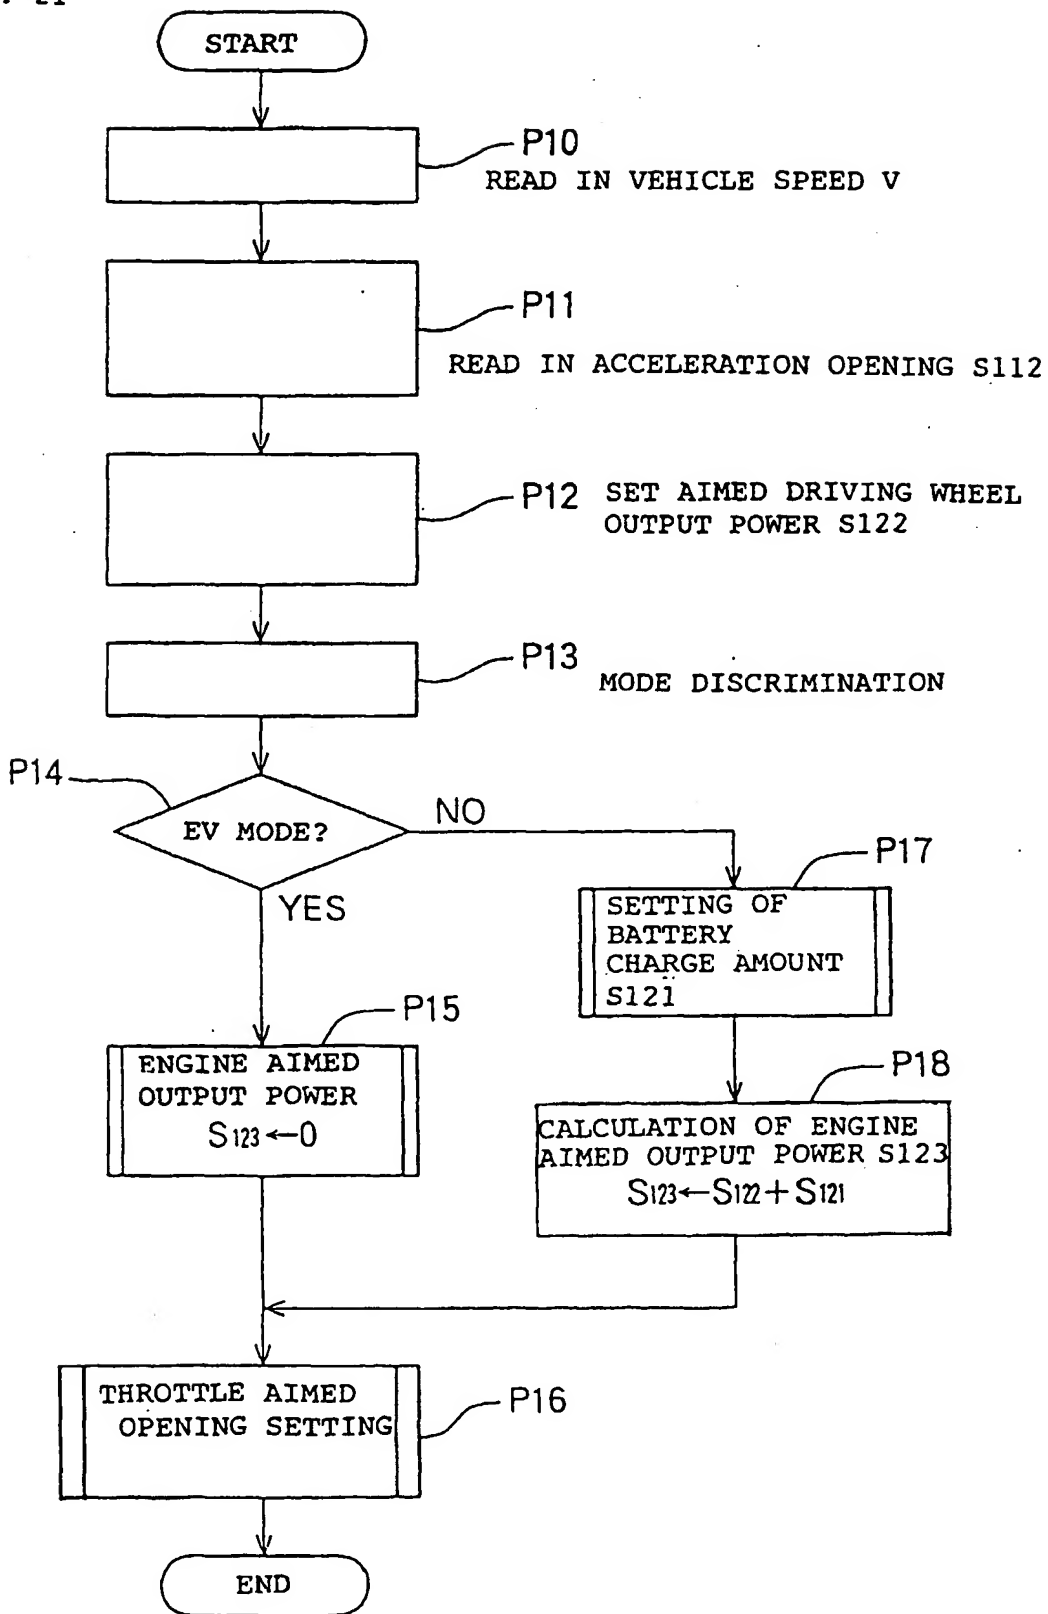 START
P10
READ IN VEHICLE SPEED V
P11
READ IN ACCELERATION OPENING S112
P12
SET AIMED DRIVING WHEEL
OUTPUT POWER S122
P13
MODE DISCRIMINATION
P14
EV MODE?
NO
YES
P17
SETTING OF
BATTERY
CHARGE AMOUNT
S121
P15
ENGINE AIMED
OUTPUT POWER
S123←0
P18
CALCULATION OF ENGINE
AIMED OUTPUT POWER S123
S123←S122+S121
THROTTLE AIMED
OPENING SETTING
P16
END